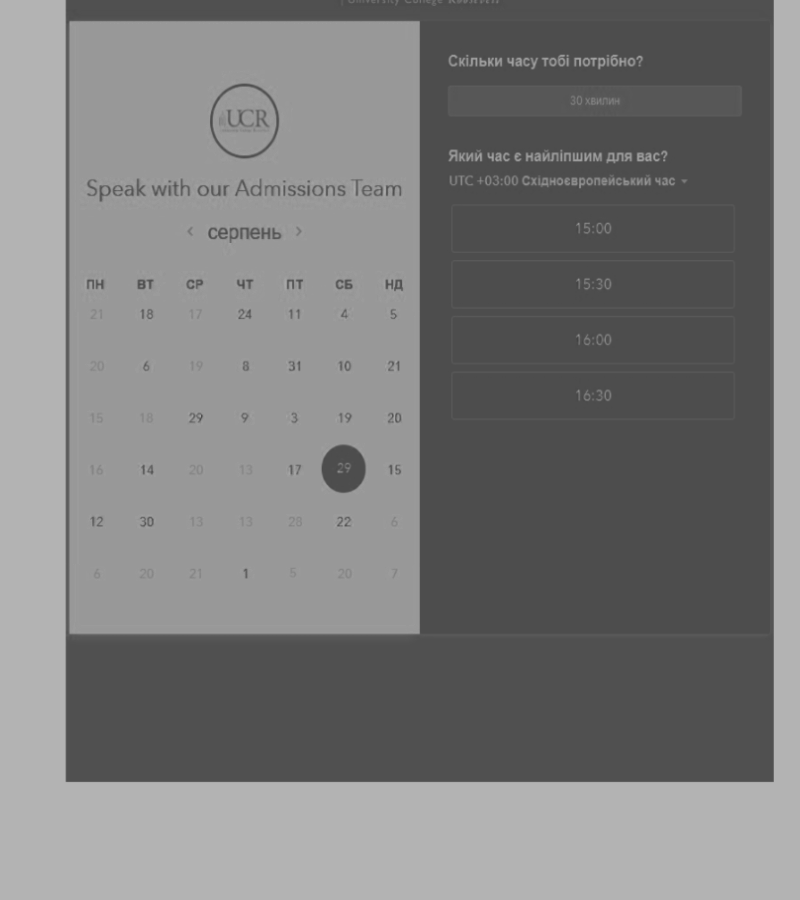 University College
UCR
Speak with our Admissions Team
‹ серпень ›
ПН ВТ СР ЧТ ПТ СБ НД
21 18 17 24 11 4 5
20 6 19 8 31 10 21
15 18 29 9 3 19 20
16 14 20 13 17 29 15
12 30 13 13 28 22 6
6 20 21 1 5 20 7
Скільки часу тобі потрібно?
30 хвилин
Який час є найліпшим для вас?
UTC +03:00 Східноєвропейський час
15:00
15:30
16:00
16:30